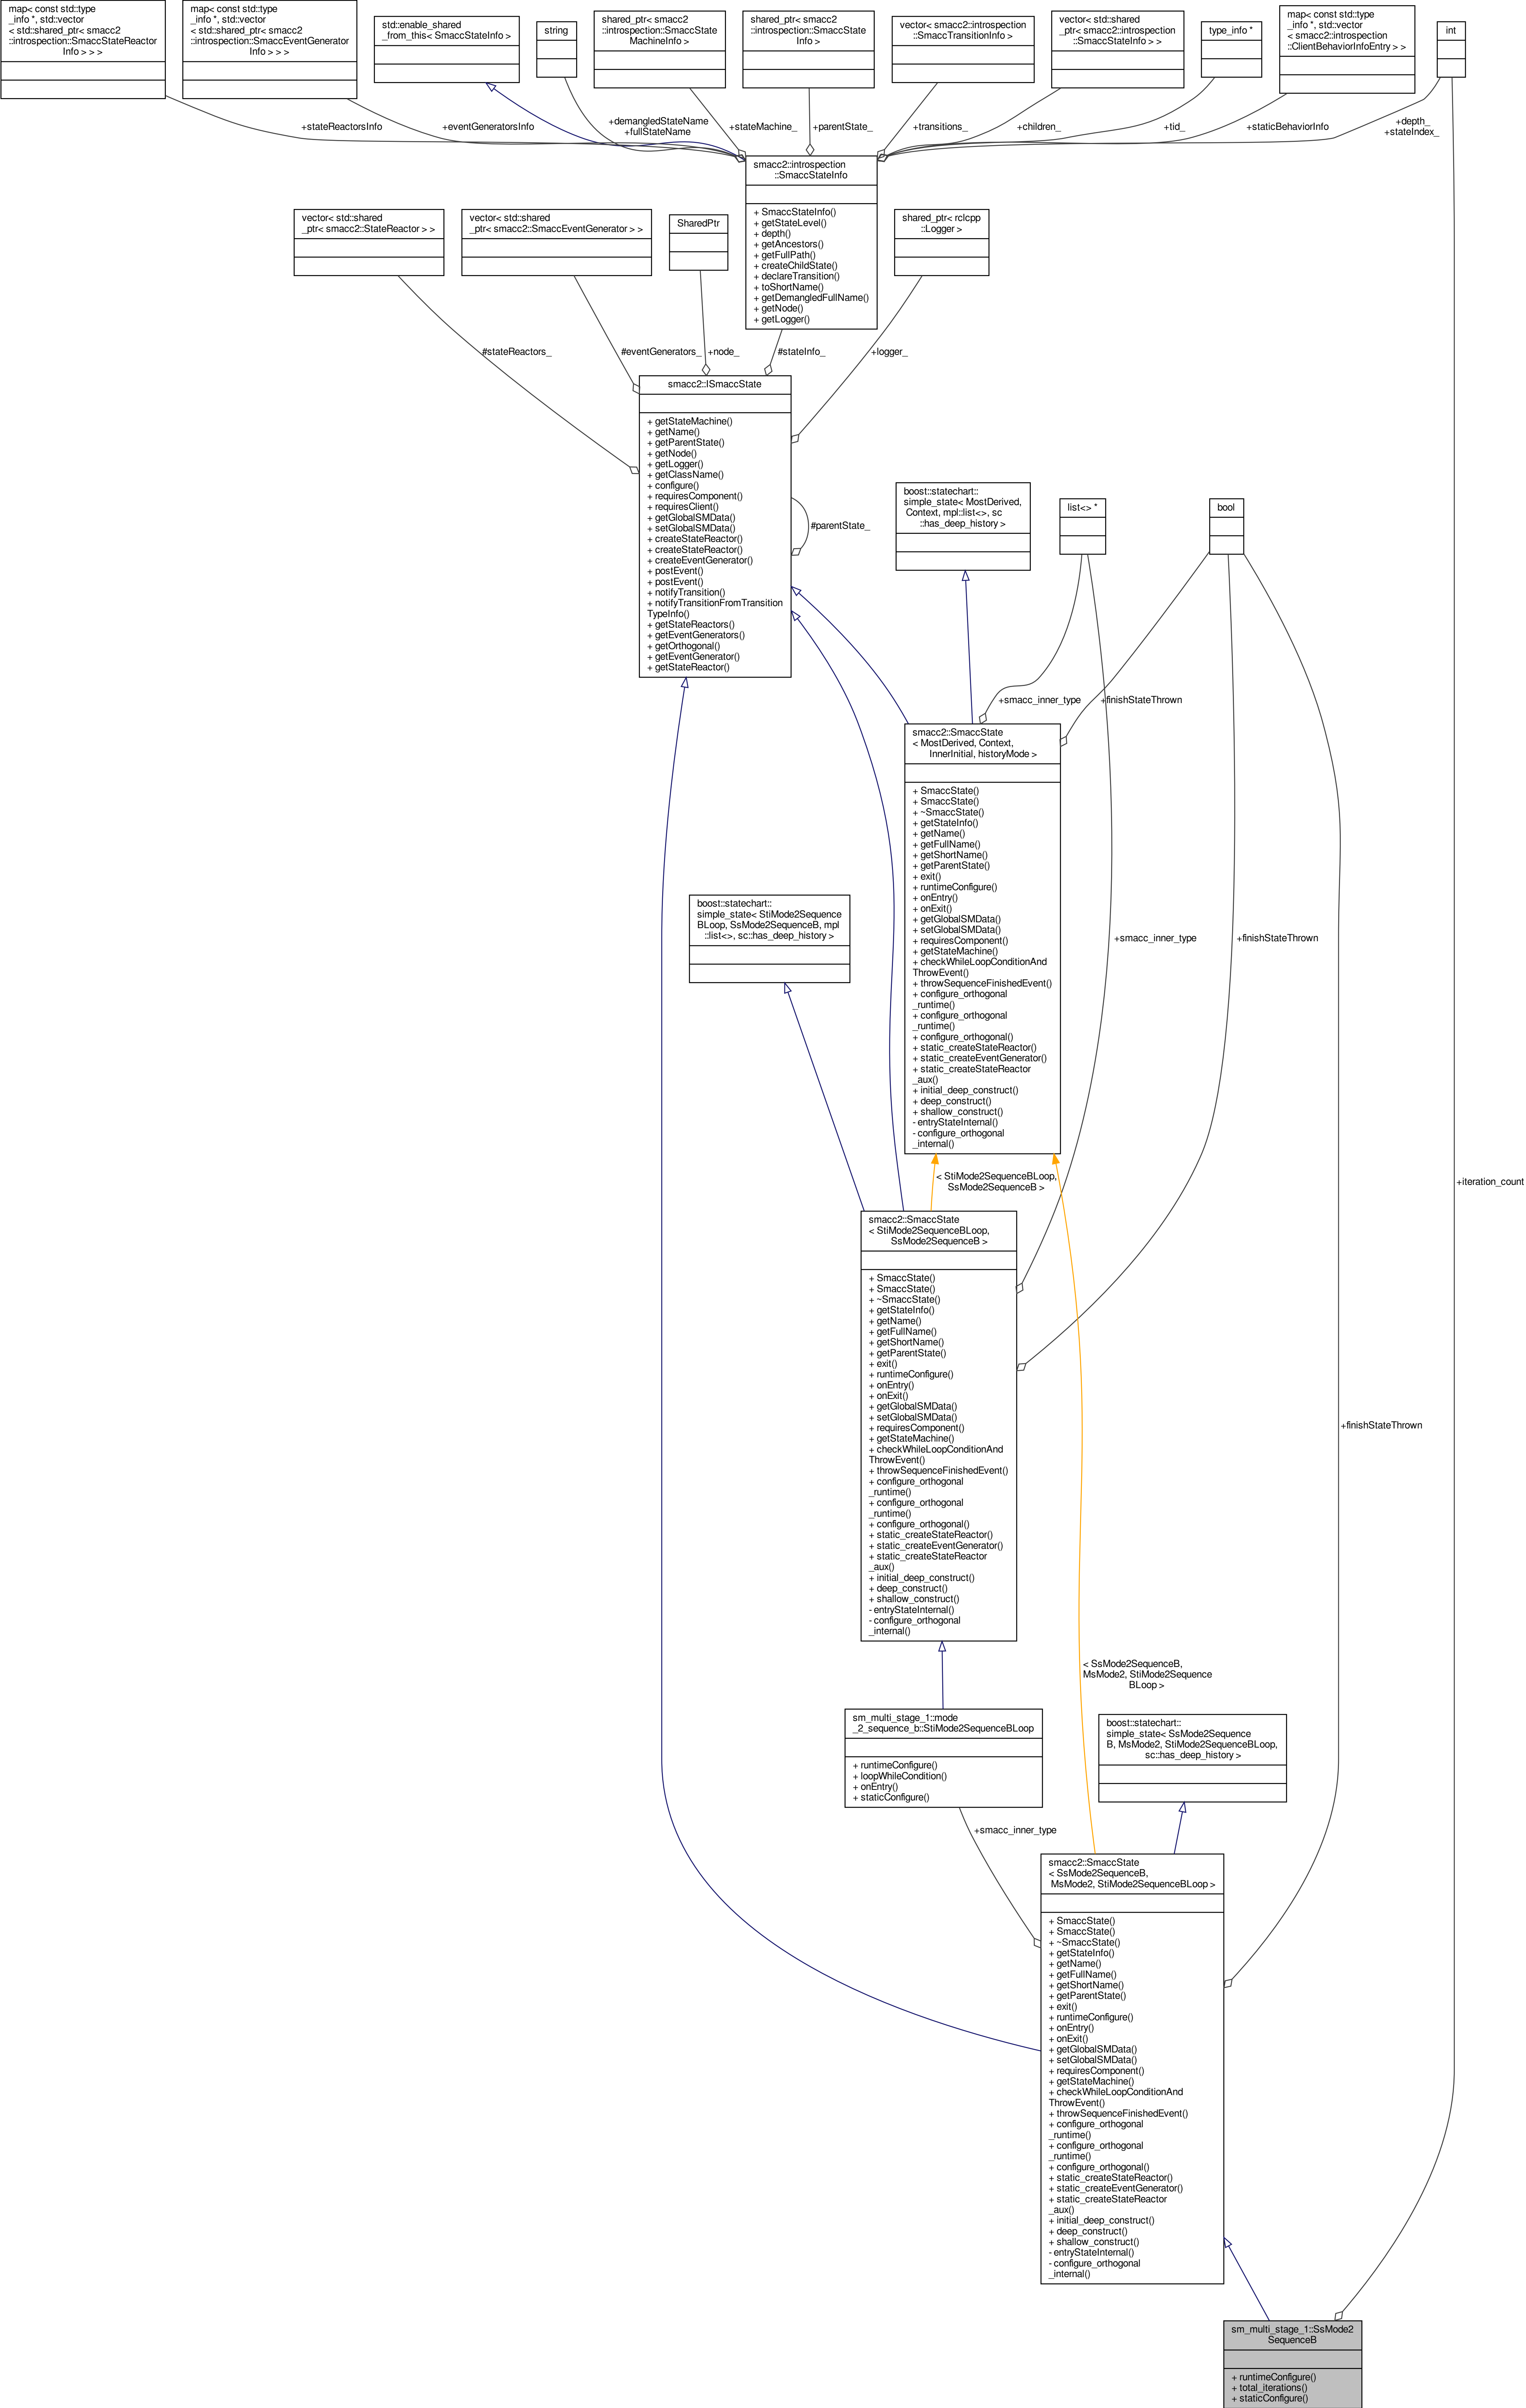 map< const std::type
_info *, std::vector
< std::shared_ptr< smacc2
::introspection::SmaccStateReactor
Info > > >
map< const std::type
_info *, std::vector
< std::shared_ptr< smacc2
::introspection::SmaccEventGenerator
Info > > >
std::enable_shared
_from_this< SmaccStateInfo >
string
shared_ptr< smacc2
::introspection::SmaccState
MachineInfo >
shared_ptr< smacc2
::introspection::SmaccState
Info >
vector< smacc2::introspection
::SmaccTransitionInfo >
vector< std::shared
_ptr< smacc2::introspection
::SmaccStateInfo > >
type_info *
map< const std::type
_info *, std::vector
< smacc2::introspection
::ClientBehaviorInfoEntry > >
int
+stateReactorsInfo
+eventGeneratorsInfo
+demangledStateName
+fullStateName
+stateMachine_
+parentState_
+transitions_
+children_
+tid_
+staticBehaviorInfo
+depth_
+stateIndex_
smacc2::introspection
::SmaccStateInfo
+ SmaccStateInfo()
+ getStateLevel()
+ depth()
+ getAncestors()
+ getFullPath()
+ createChildState()
+ declareTransition()
+ toShortName()
+ getDemangledFullName()
+ getNode()
+ getLogger()
vector< std::shared
_ptr< smacc2::StateReactor > >
vector< std::shared
_ptr< smacc2::SmaccEventGenerator > >
SharedPtr
shared_ptr< rclcpp
::Logger >
#stateReactors_
#eventGenerators_
+node_
#stateInfo_
+logger_
smacc2::ISmaccState
+ getStateMachine()
+ getName()
+ getParentState()
+ getNode()
+ getLogger()
+ getClassName()
+ configure()
+ requiresComponent()
+ requiresClient()
+ getGlobalSMData()
+ setGlobalSMData()
+ createStateReactor()
+ createStateReactor()
+ createEventGenerator()
+ postEvent()
+ postEvent()
+ notifyTransition()
+ notifyTransitionFromTransition
TypeInfo()
+ getStateReactors()
+ getEventGenerators()
+ getOrthogonal()
+ getEventGenerator()
+ getStateReactor()
#parentState_
boost::statechart::
simple_state< MostDerived,
Context, mpl::list<>, sc
::has_deep_history >
list<> *
bool
+smacc_inner_type
+finishStateThrown
smacc2::SmaccState
< MostDerived, Context,
InnerInitial, historyMode >
+ SmaccState()
+ SmaccState()
+ ~SmaccState()
+ getStateInfo()
+ getName()
+ getFullName()
+ getShortName()
+ getParentState()
+ exit()
+ runtimeConfigure()
+ onEntry()
+ onExit()
+ getGlobalSMData()
+ setGlobalSMData()
+ requiresComponent()
+ getStateMachine()
+ checkWhileLoopConditionAnd
ThrowEvent()
+ throwSequenceFinishedEvent()
+ configure_orthogonal
_runtime()
+ configure_orthogonal
_runtime()
+ configure_orthogonal()
+ static_createStateReactor()
+ static_createEventGenerator()
+ static_createStateReactor
_aux()
+ initial_deep_construct()
+ deep_construct()
+ shallow_construct()
- entryStateInternal()
- configure_orthogonal
_internal()
boost::statechart::
simple_state< StiMode2Sequence
BLoop, SsMode2SequenceB, mpl
::list<>, sc::has_deep_history >
+smacc_inner_type
+finishStateThrown
< StiMode2SequenceBLoop,
SsMode2SequenceB >
+iteration_count
smacc2::SmaccState
< StiMode2SequenceBLoop,
SsMode2SequenceB >
+ SmaccState()
+ SmaccState()
+ ~SmaccState()
+ getStateInfo()
+ getName()
+ getFullName()
+ getShortName()
+ getParentState()
+ exit()
+ runtimeConfigure()
+ onEntry()
+ onExit()
+ getGlobalSMData()
+ setGlobalSMData()
+ requiresComponent()
+ getStateMachine()
+ checkWhileLoopConditionAnd
ThrowEvent()
+ throwSequenceFinishedEvent()
+ configure_orthogonal
_runtime()
+ configure_orthogonal
_runtime()
+ configure_orthogonal()
+ static_createStateReactor()
+ static_createEventGenerator()
+ static_createStateReactor
_aux()
+ initial_deep_construct()
+ deep_construct()
+ shallow_construct()
- entryStateInternal()
- configure_orthogonal
_internal()
+finishStateThrown
< SsMode2SequenceB,
MsMode2, StiMode2Sequence
BLoop >
sm_multi_stage_1::mode
_2_sequence_b::StiMode2SequenceBLoop
+ runtimeConfigure()
+ loopWhileCondition()
+ onEntry()
+ staticConfigure()
boost::statechart::
simple_state< SsMode2Sequence
B, MsMode2, StiMode2SequenceBLoop,
sc::has_deep_history >
+smacc_inner_type
smacc2::SmaccState
< SsMode2SequenceB,
MsMode2, StiMode2SequenceBLoop >
+ SmaccState()
+ SmaccState()
+ ~SmaccState()
+ getStateInfo()
+ getName()
+ getFullName()
+ getShortName()
+ getParentState()
+ exit()
+ runtimeConfigure()
+ onEntry()
+ onExit()
+ getGlobalSMData()
+ setGlobalSMData()
+ requiresComponent()
+ getStateMachine()
+ checkWhileLoopConditionAnd
ThrowEvent()
+ throwSequenceFinishedEvent()
+ configure_orthogonal
_runtime()
+ configure_orthogonal
_runtime()
+ configure_orthogonal()
+ static_createStateReactor()
+ static_createEventGenerator()
+ static_createStateReactor
_aux()
+ initial_deep_construct()
+ deep_construct()
+ shallow_construct()
- entryStateInternal()
- configure_orthogonal
_internal()
sm_multi_stage_1::SsMode2
SequenceB
+ runtimeConfigure()
+ total_iterations()
+ staticConfigure()